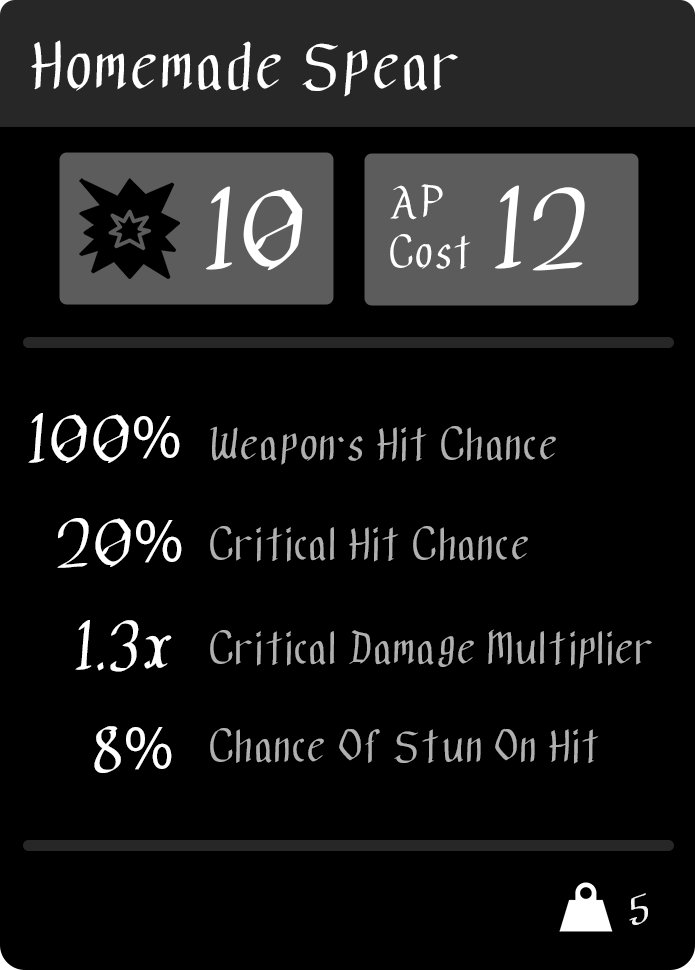 Homemade Spear
10
AP
Cost
12
100% Weapon's Hit Chance
20% Critical Hit Chance
1.3x Critical Damage Multiplier
8% Chance Of Stun On Hit
5